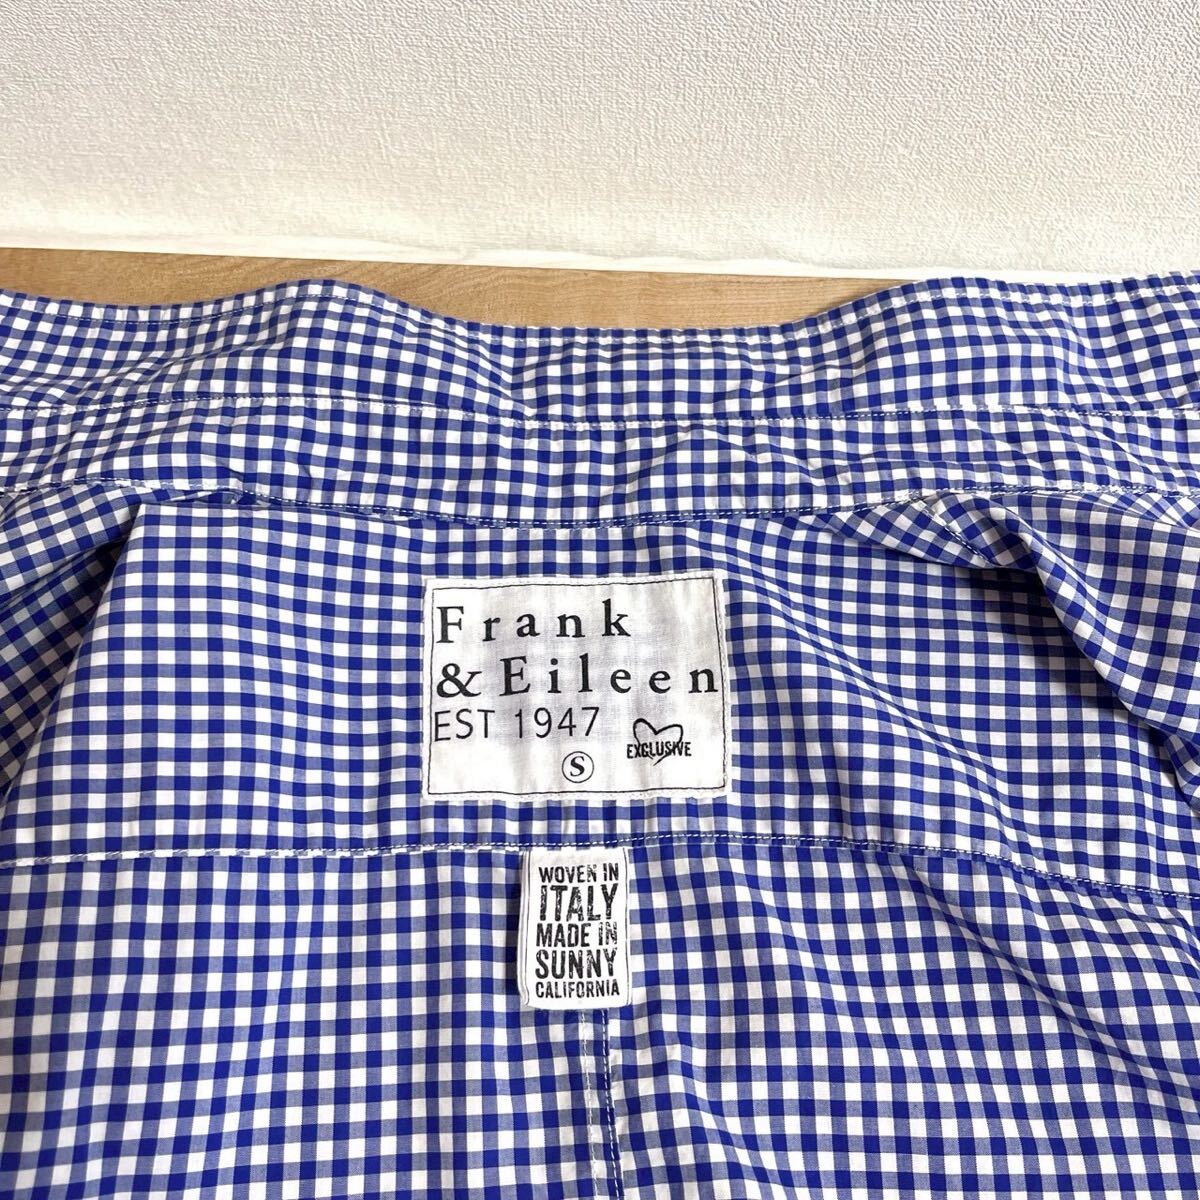 Frank
& Eileen
EST 1947
EXCLUSIVE
S
WOVEN IN
ITALY
MADE IN
SUNNY
CALIFORNIA